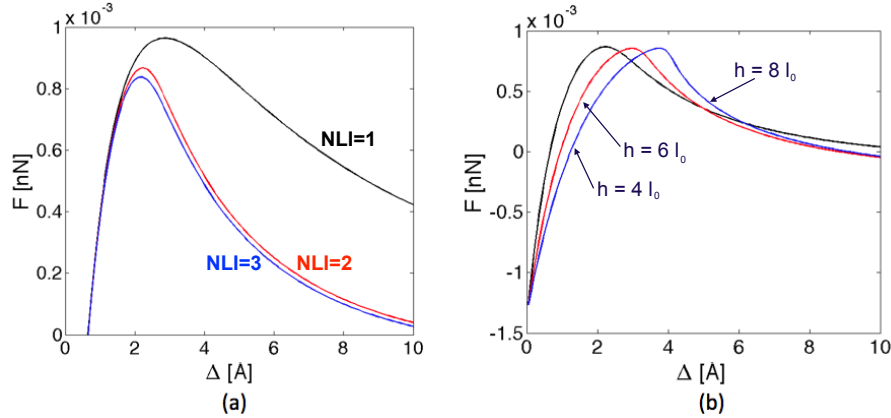 1 x 10⁻³
1
0.8
0.6
0.4
0.2
0
F [nN]
NLI=1
NLI=3
NLI=2
0
2
4
6
8
10
Δ [Å]
(a)
1 x 10⁻³
1
0.5
0
-0.5
-1
-1.5
F [nN]
h = 8 l₀
h = 6 l₀
h = 4 l₀
0
2
4
6
8
10
Δ [Å]
(b)